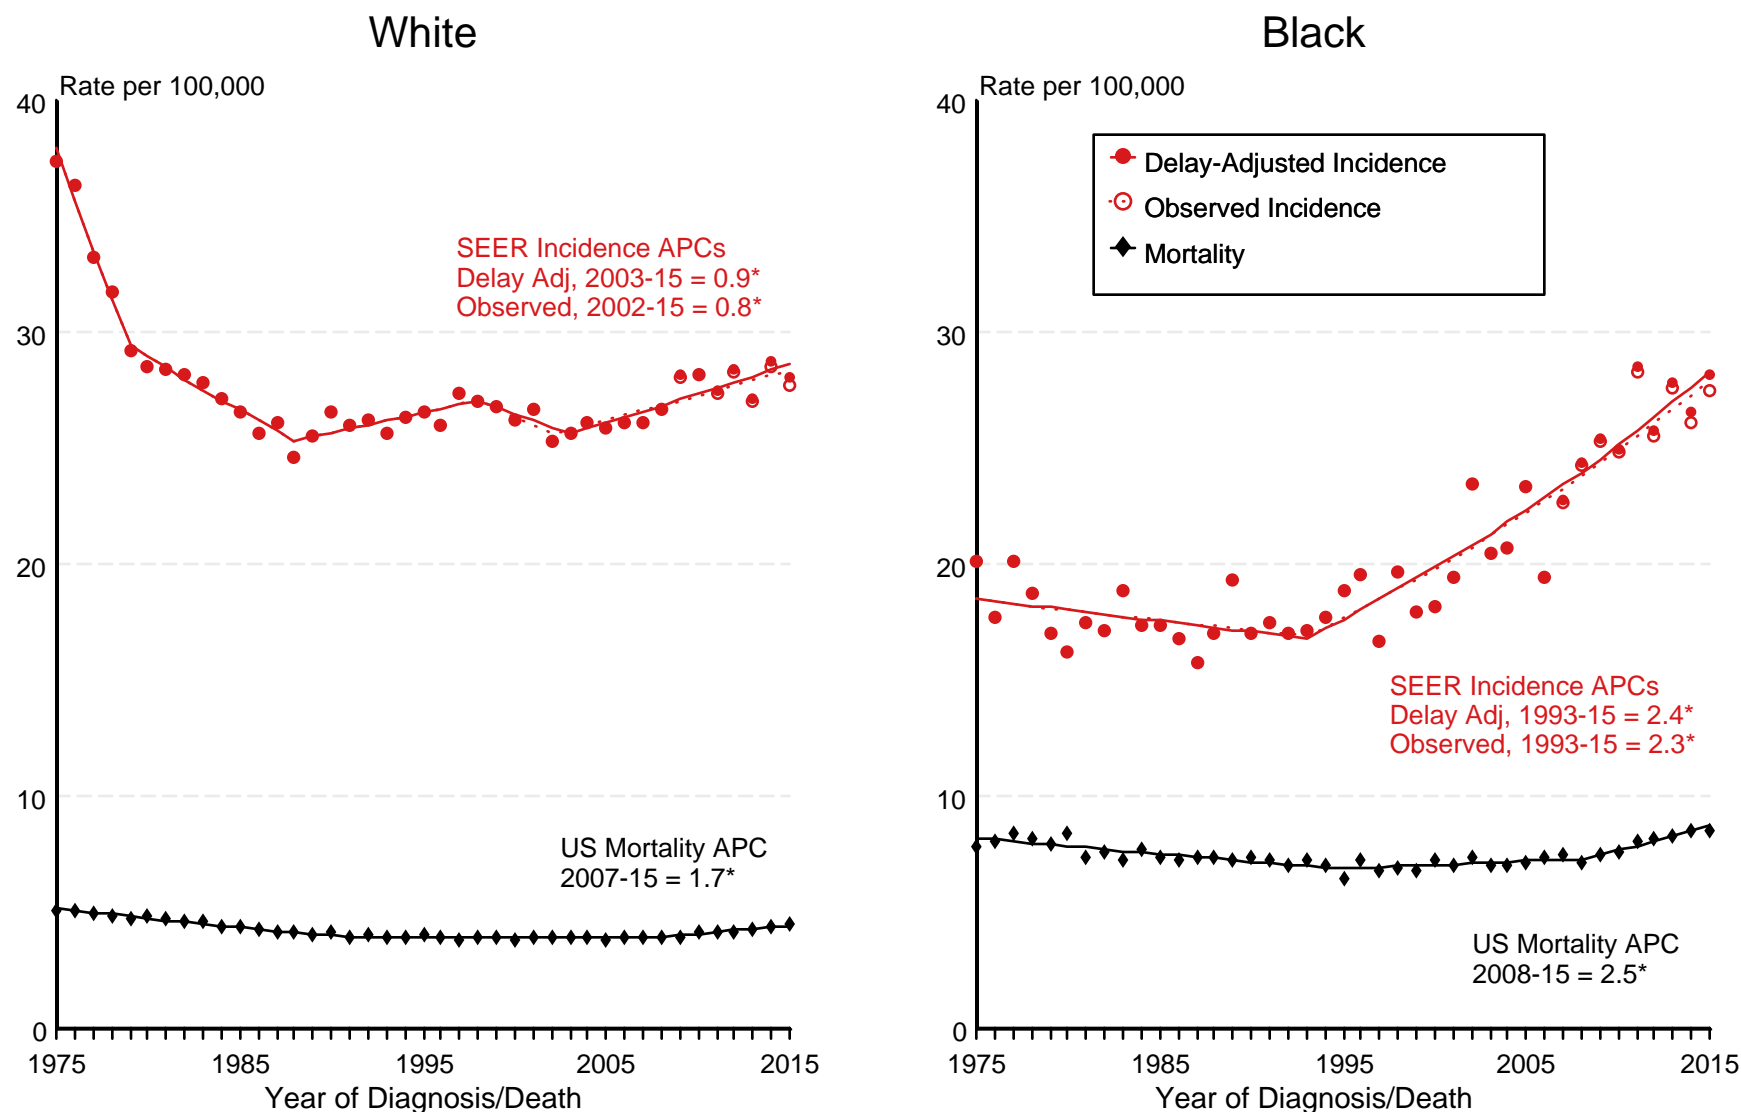 White
Rate per 100,000
40
30
20
10
0
SEER Incidence APCs
Delay Adj, 2003-15 = 0.9*
Observed, 2002-15 = 0.8*
US Mortality APC
2007-15 = 1.7*
1975 1985 1995 2005 2015
Year of Diagnosis/Death
Black
Rate per 100,000
40
30
20
10
0
Delay-Adjusted Incidence
Observed Incidence
Mortality
SEER Incidence APCs
Delay Adj, 1993-15 = 2.4*
Observed, 1993-15 = 2.3*
US Mortality APC
2008-15 = 2.5*
1975 1985 1995 2005 2015
Year of Diagnosis/Death